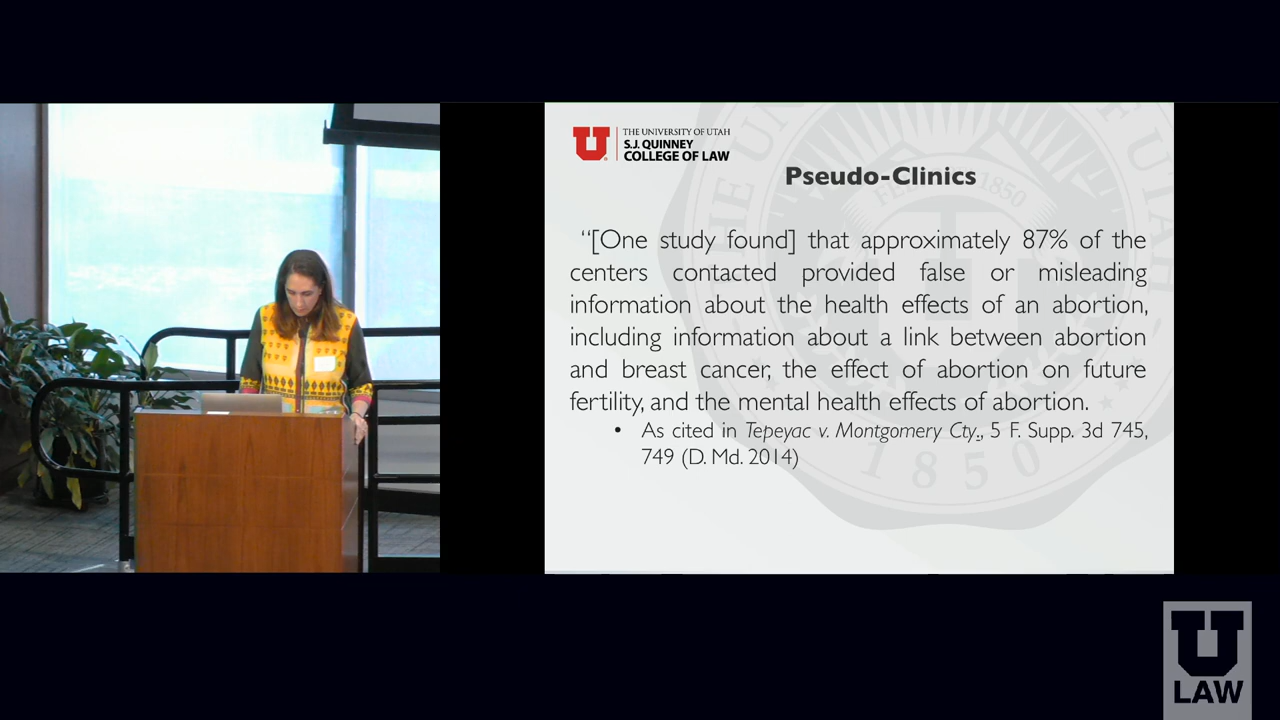 THE UNIVERSITY OF UTAH
S.J. QUINNEY
COLLEGE OF LAW
Pseudo-Clinics
“[One study found] that approximately 87% of the
centers contacted provided false or misleading
information about the health effects of an abortion,
including information about a link between abortion
and breast cancer, the effect of abortion on future
fertility, and the mental health effects of abortion.
• As cited in Tepeyac v. Montgomery Cty., 5 F. Supp. 3d 745,
749 (D. Md. 2014)
1850
1850
U
LAW